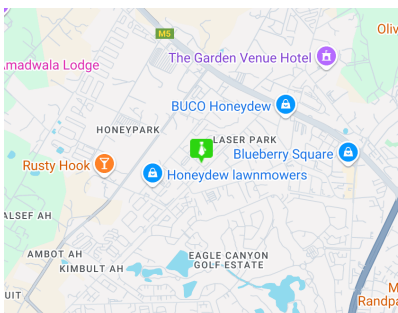 M5
Oliv
The Garden Venue Hotel
madwala Lodge
BUCO Honeydew
HONEYPARK
LASER PARK
Blueberry Square
Rusty Hook
Honeydew lawnmowers
ALSEF AH
AMBOT AH
KIMBULT AH
EAGLE CANYON
GOLF ESTATE
UIT
M
Randpa